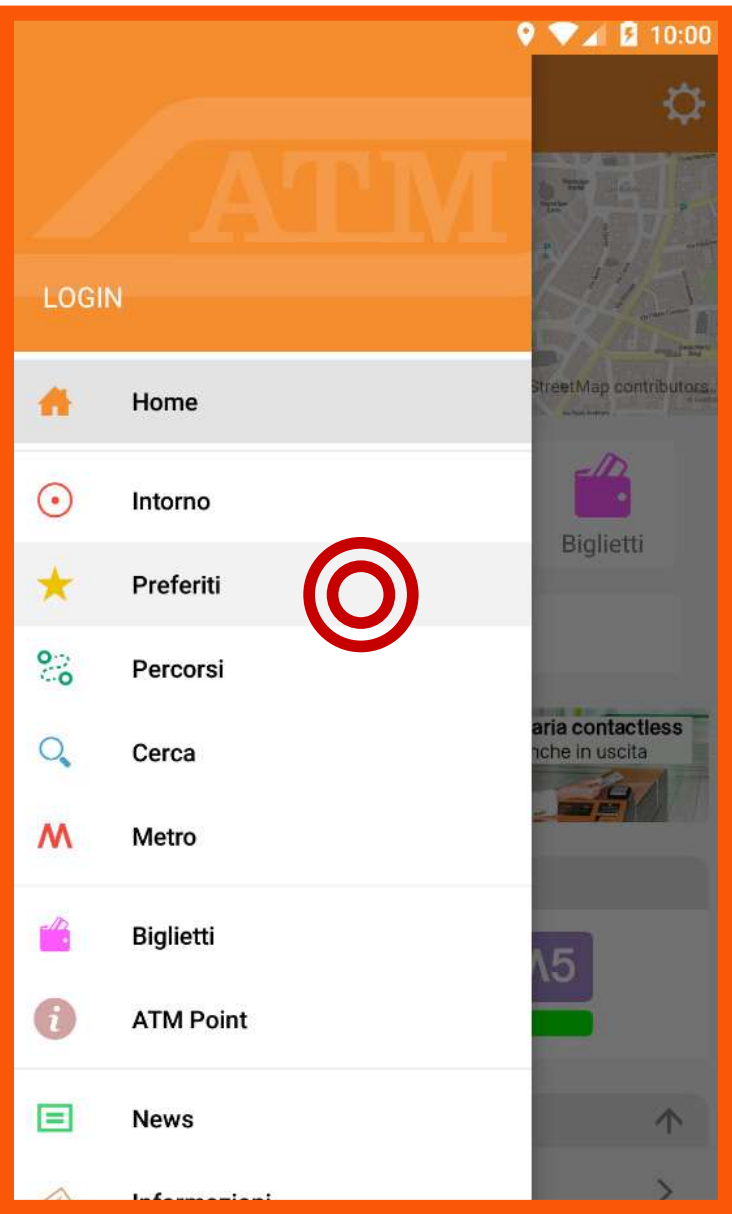 10:00
ATM
LOGIN
StreetMap contributors
Home
Intorno
Biglietti
Preferiti
Percorsi
aria contactless
nche in uscita
Cerca
Metro
Biglietti
M5
ATM Point
News
Informazioni